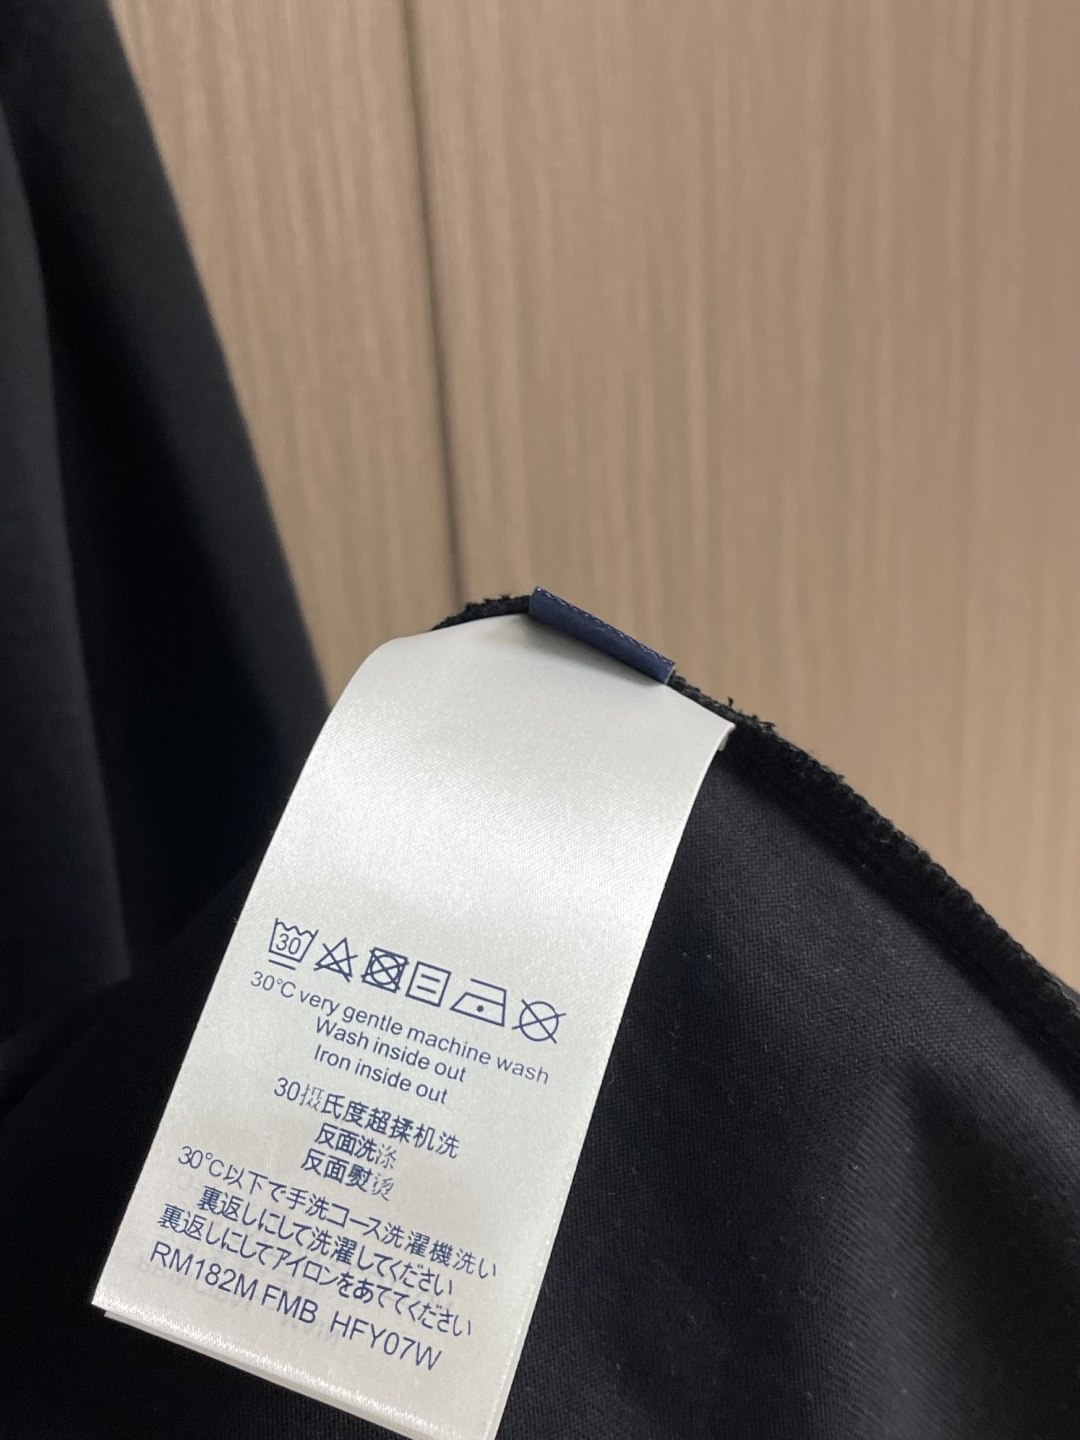 30
30°C very gentle machine wash
Wash inside out
Iron inside out
30摄氏度超揉机洗
反面洗涤
反面熨烫
30°C以下で手洗コース洗濯機洗い
裏返しにして洗濯してください
裏返しにしてアイロンをあててください
RM182M FMB HFY07W